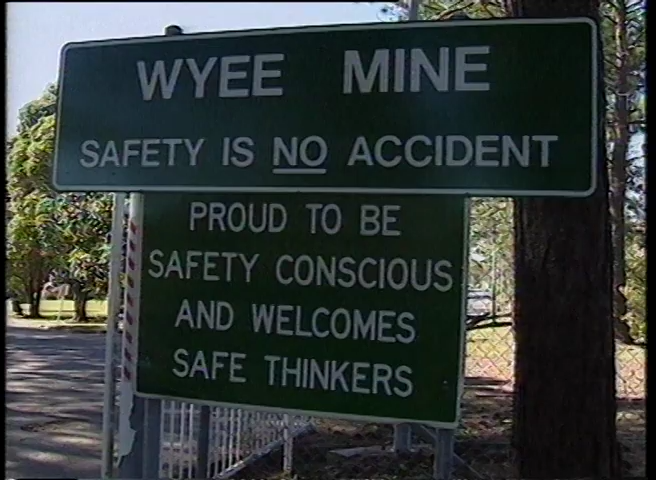 WYEE MINE
SAFETY IS NO ACCIDENT
PROUD TO BE
SAFETY CONSCIOUS
AND WELCOMES
SAFE THINKERS